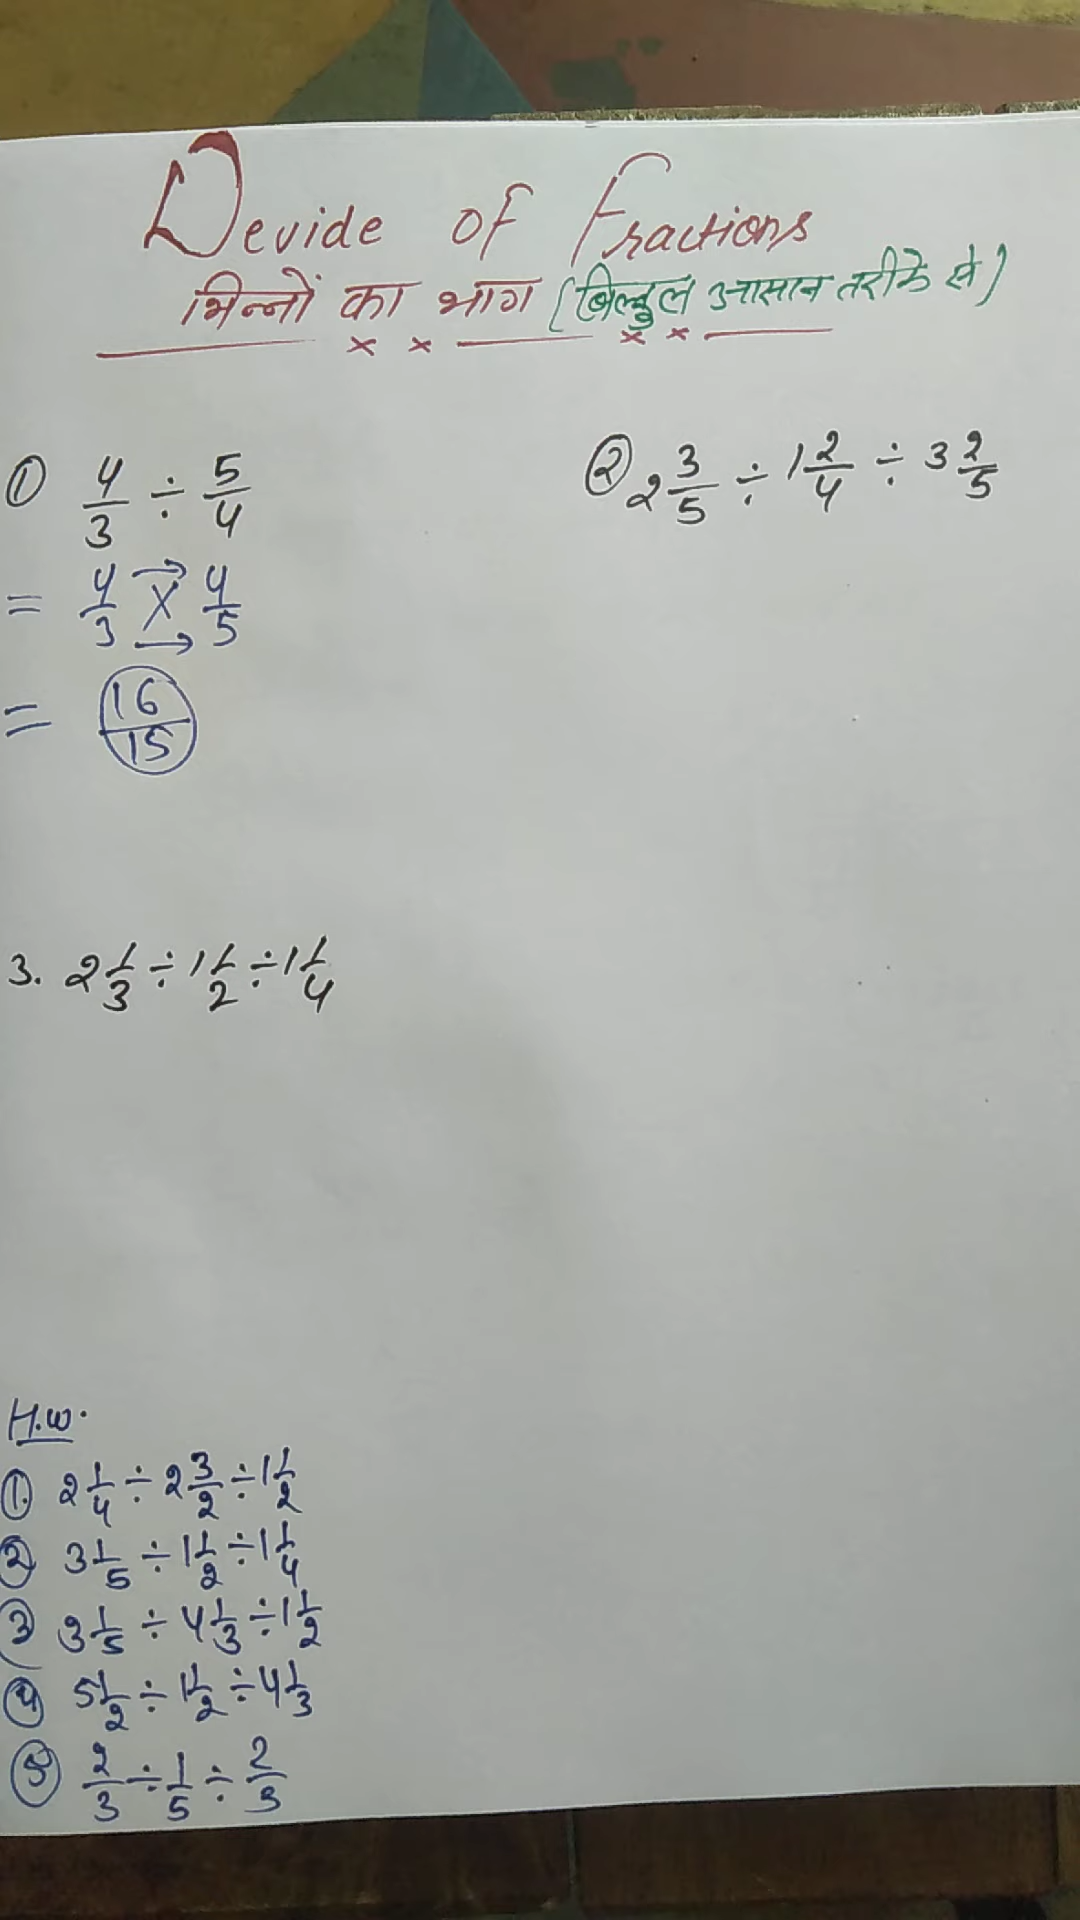 Devide of Fractions
भिन्नों का भाग (बिल्कुल आसान तरीके से)
x x x x
① 4/3 ÷ 5/4
= 4/3 X 4/5
= 16/15
② 2 3/5 ÷ 1 2/4 ÷ 3 2/5
3. 2 1/3 ÷ 1 1/2 ÷ 1 1/4
H.W.
①. 2 1/4 ÷ 2 3/2 ÷ 1 1/2
② 3 1/5 ÷ 1 1/2 ÷ 1 1/4
③ 3 1/5 ÷ 4 1/3 ÷ 1 1/2
④ 5 1/2 ÷ 1 1/2 ÷ 4 1/3
⑤ 2/3 ÷ 1/5 ÷ 2/3